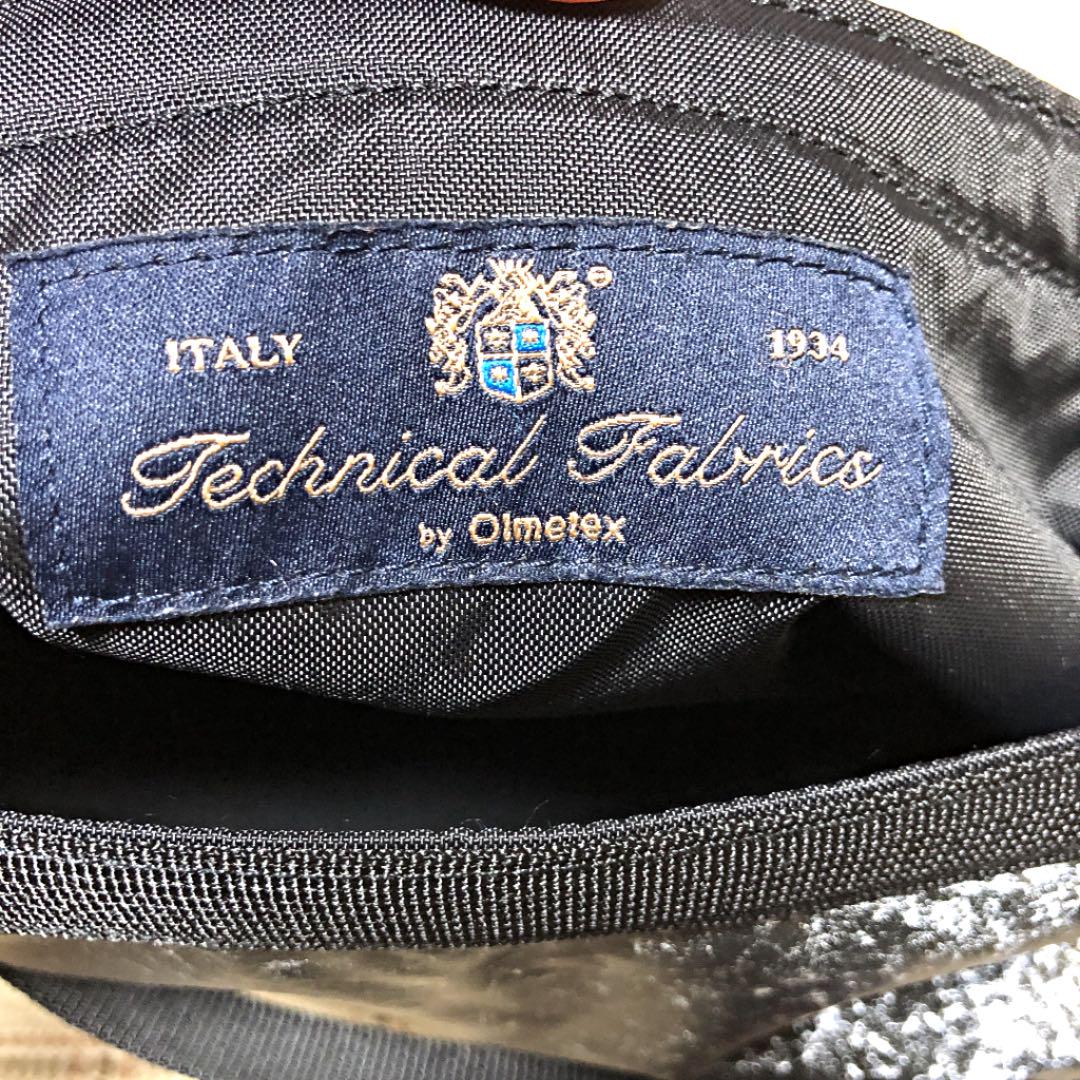 ITALY 1934
Technical Fabrics
by Olmetex